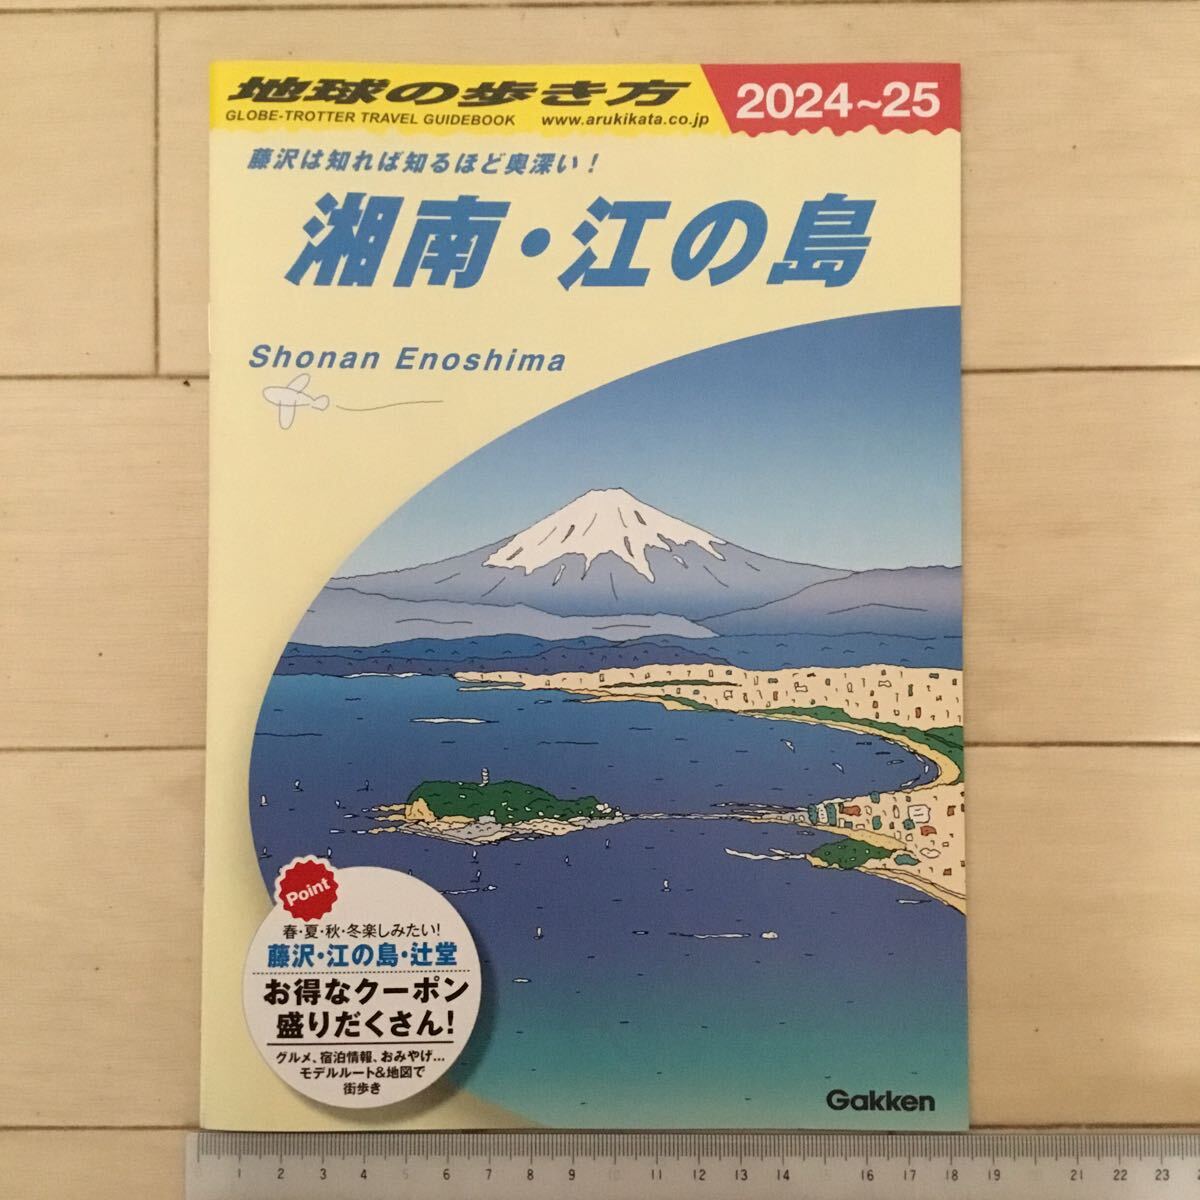 地球の歩き方
GLOBE-TROTTER TRAVEL GUIDEBOOK www.arukikata.co.jp
2024~25
藤沢は知れば知るほど奥深い!
湘南・江の島
Shonan Enoshima
Point
春・夏・秋・冬楽しみたい!
藤沢・江の島・辻堂
お得なクーポン
盛りだくさん!
グルメ、宿泊情報、おみやげ...
モデルルート&地図で
街歩き
Gakken
1 2 3 4 5 6 7 8 9 10 11 12 13 14 15 16 17 18 19 21 22 23